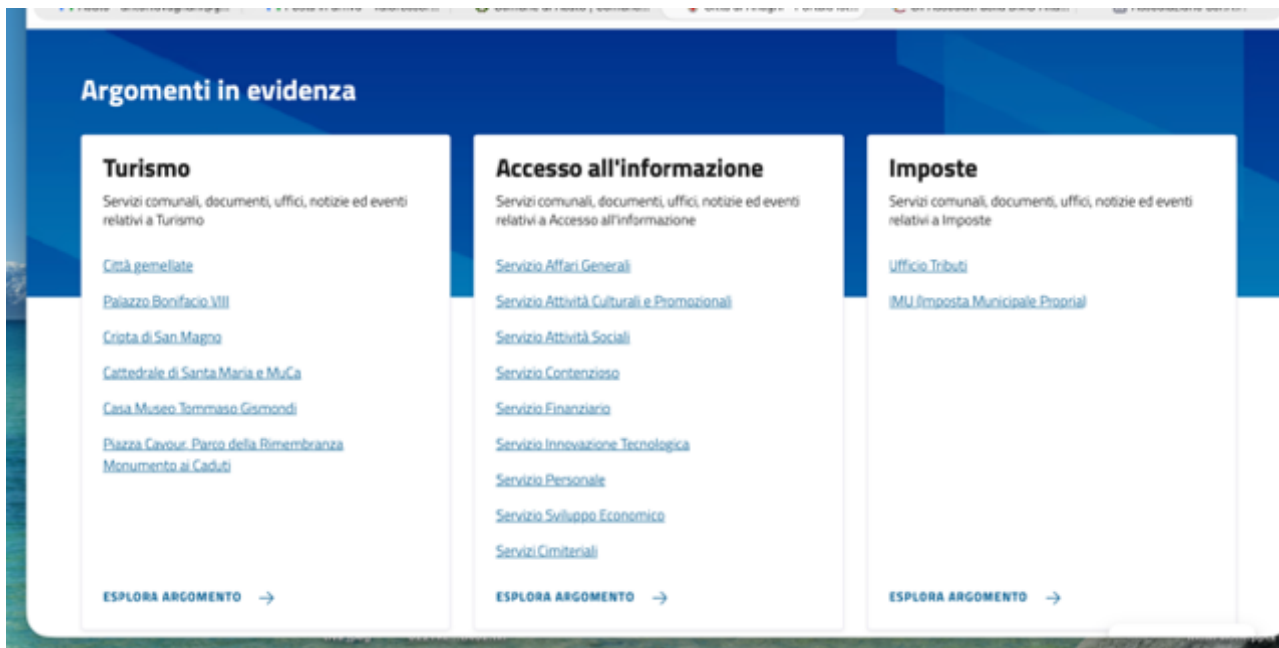 Argomenti in evidenza
Turismo
Servizi comunali, documenti, uffici, notizie ed eventi
relativi a Turismo
Città gemellate
Palazzo Bonifacio VIII
Cripta di San Magno
Cattedrale di Santa Maria e MuCa
Casa Museo Tommaso Gismondi
Piazza Cavour, Parco della Rimembranza
Monumento ai Caduti
ESPLORA ARGOMENTO →
Accesso all'informazione
Servizi comunali, documenti, uffici, notizie ed eventi
relativi a Accesso all'informazione
Servizio Affari Generali
Servizio Attività Culturali e Promozionali
Servizio Attività Sociali
Servizio Contenzioso
Servizio Finanziario
Servizio Innovazione Tecnologica
Servizio Personale
Servizio Sviluppo Economico
Servizi Cimiteriali
ESPLORA ARGOMENTO →
Imposte
Servizi comunali, documenti, uffici, notizie ed eventi
relativi a Imposte
Ufficio Tributi
IMU (Imposta Municipale Propria)
ESPLORA ARGOMENTO →